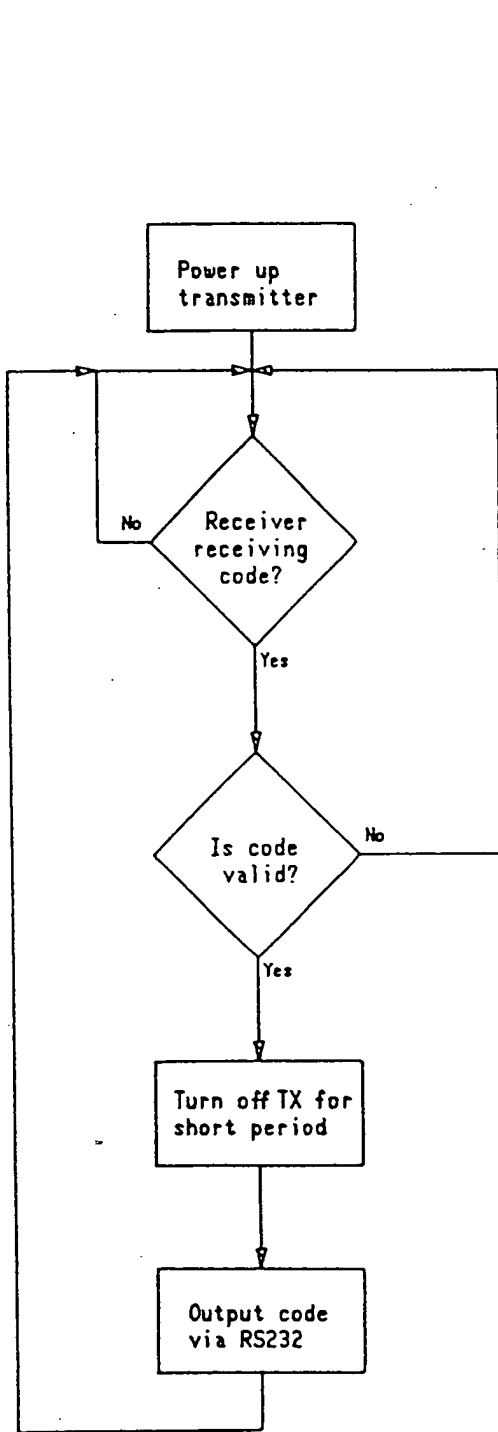 Power up
transmitter
No
Receiver
receiving
code?
Yes
Is code
valid?
No
Yes
Turn off TX for
short period
Output code
via RS232